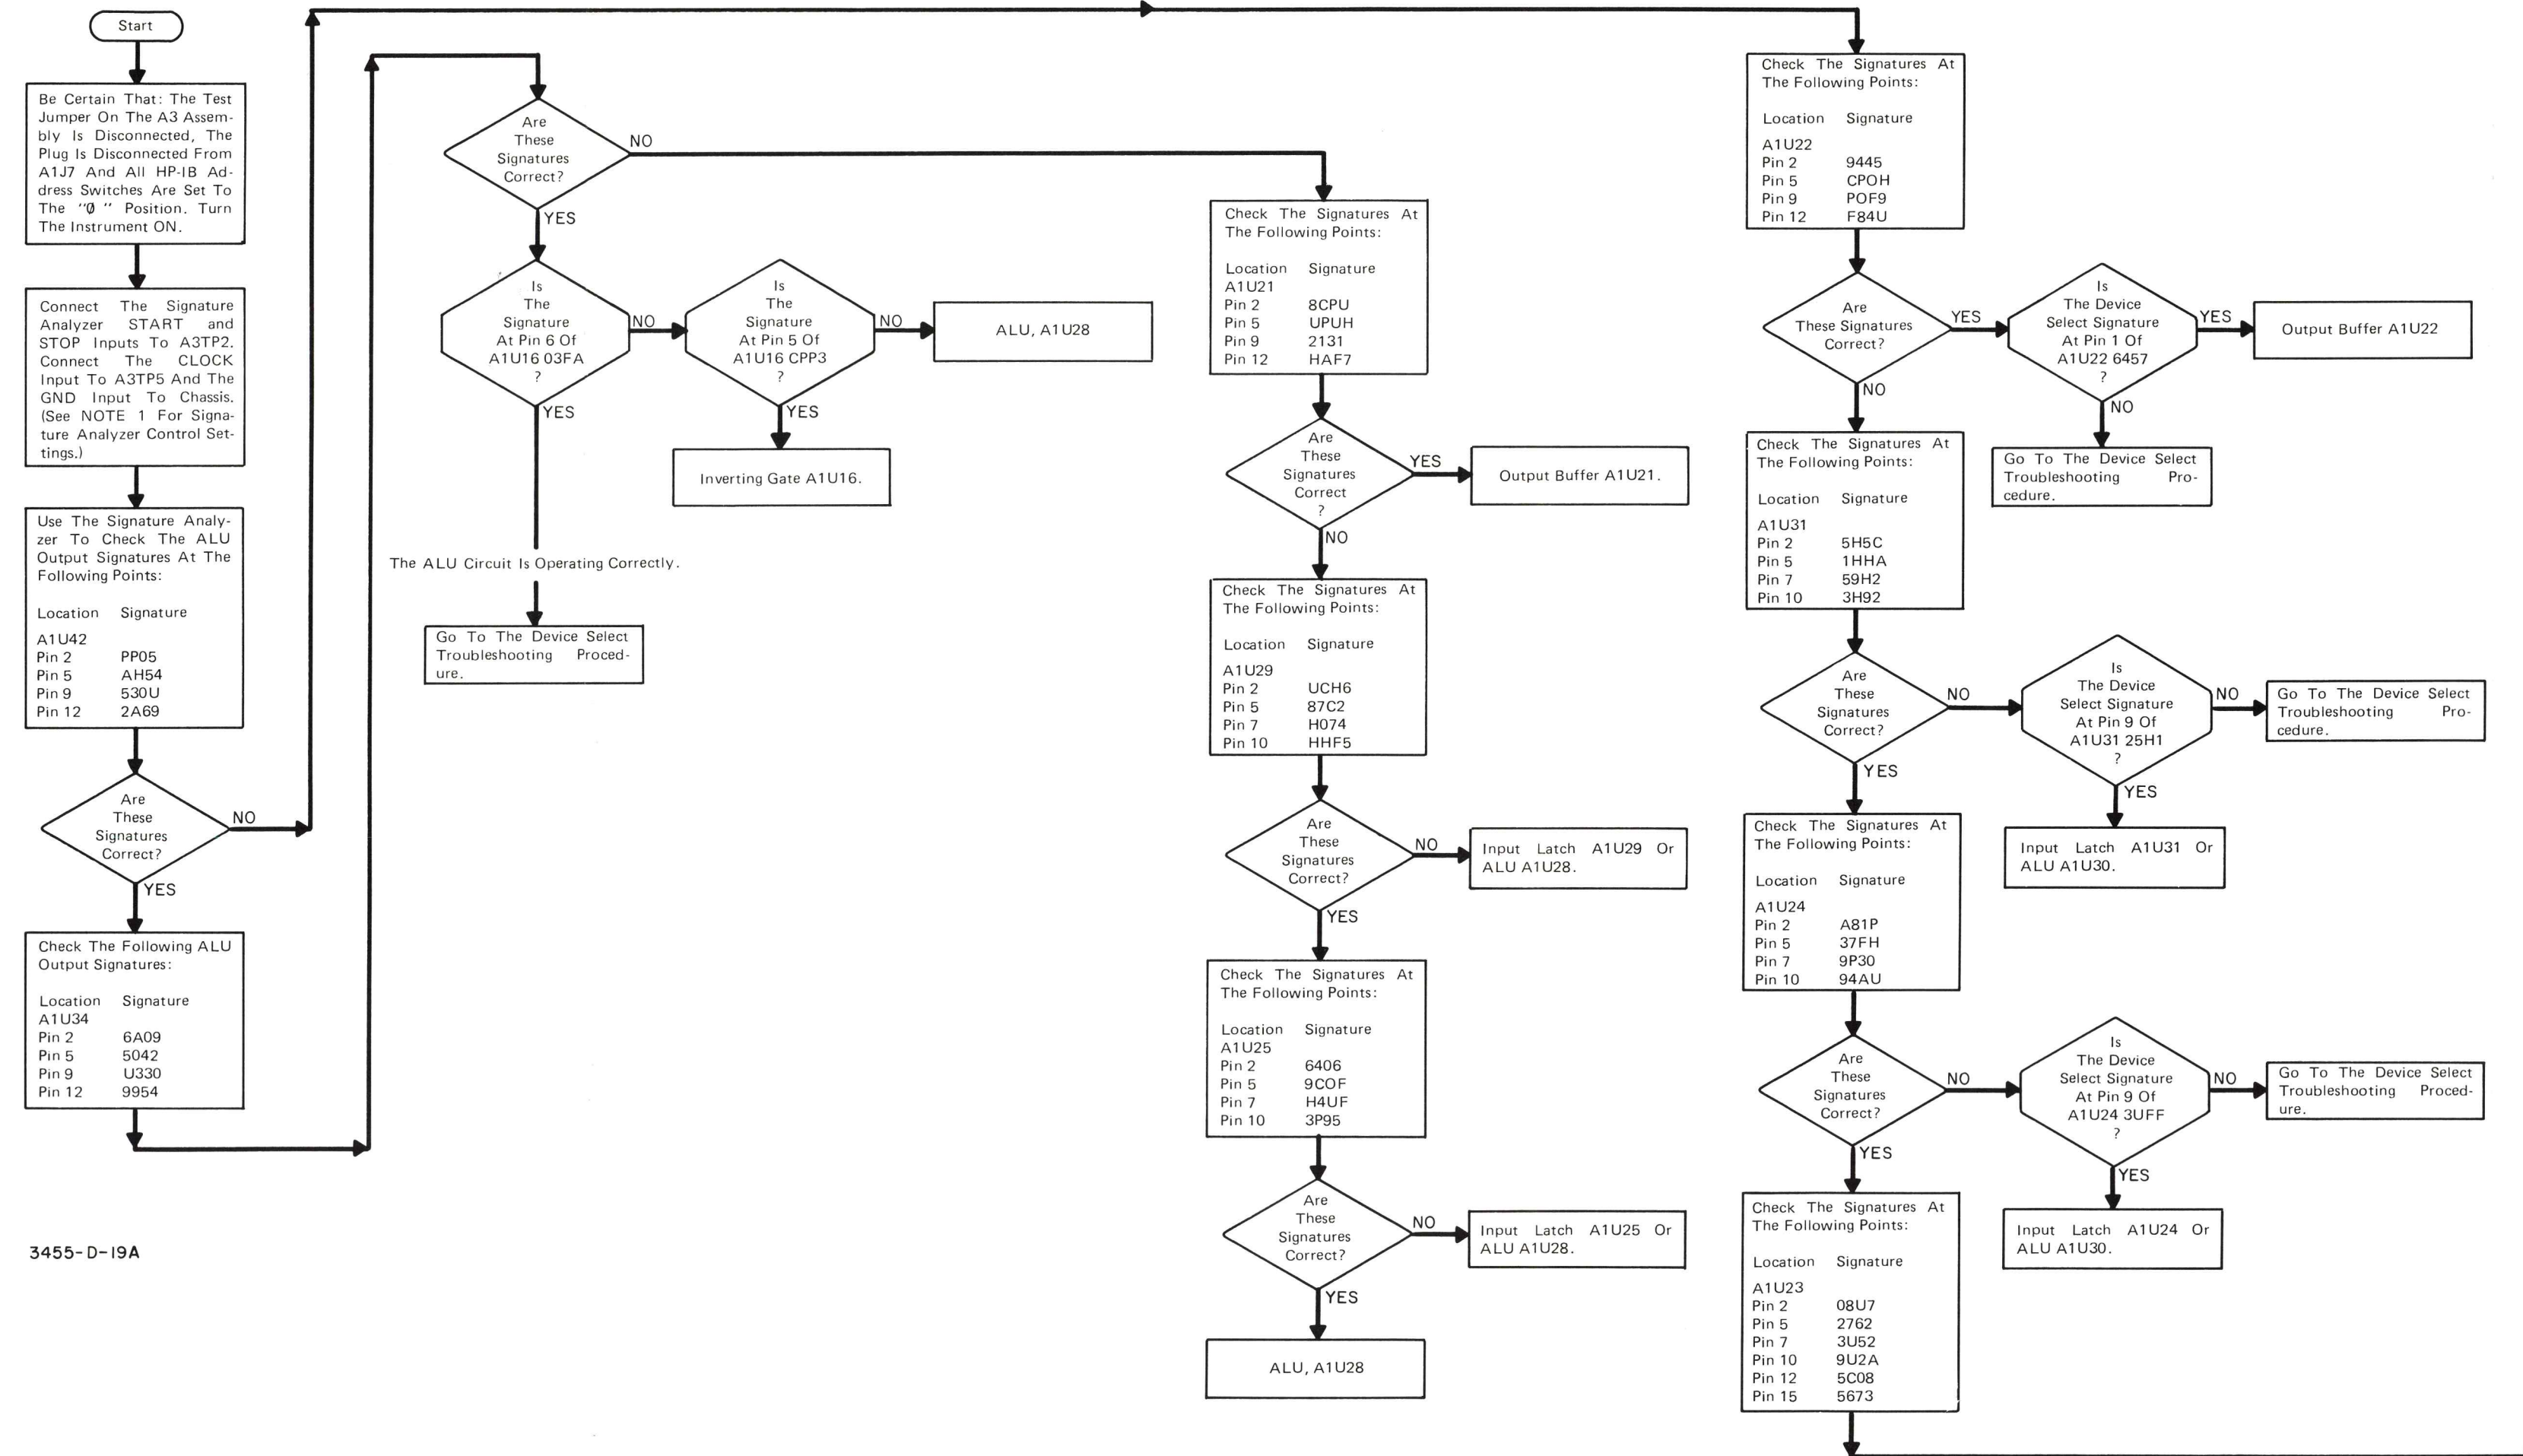 Start
Be Certain That: The Test
Jumper On The A3 Assem-
bly Is Disconnected, The
Plug Is Disconnected From
A1J7 And All HP-IB Ad-
dress Switches Are Set To
The "Ø" Position. Turn
The Instrument ON.
Connect The Signature
Analyzer START and
STOP Inputs To A3TP2.
Connect The CLOCK
Input To A3TP5 And The
GND Input To Chassis.
(See NOTE 1 For Signa-
ture Analyzer Control Set-
tings.)
Use The Signature Analy-
zer To Check The ALU
Output Signatures At The
Following Points:
Location Signature
A1U42
Pin 2 PP05
Pin 5 AH54
Pin 9 530U
Pin 12 2A69
Are
These
Signatures
Correct?
NO
YES
Check The Following ALU
Output Signatures:
Location Signature
A1U34
Pin 2 6A09
Pin 5 5042
Pin 9 U330
Pin 12 9954
3455-D-19A
Are
These
Signatures
Correct?
NO
YES
Is
The
Signature
At Pin 6 Of
A1U16 03FA
?
NO
YES
Is
The
Signature
At Pin 5 Of
A1U16 CPP3
?
NO
YES
ALU, A1U28
Inverting Gate A1U16.
The ALU Circuit Is Operating Correctly.
Go To The Device Select
Troubleshooting Proced-
ure.
Check The Signatures At
The Following Points:
Location Signature
A1U21
Pin 2 8CPU
Pin 5 UPUH
Pin 9 2131
Pin 12 HAF7
Are
These
Signatures
Correct
?
YES
NO
Output Buffer A1U21.
Check The Signatures At
The Following Points:
Location Signature
A1U29
Pin 2 UCH6
Pin 5 87C2
Pin 7 H074
Pin 10 HHF5
Are
These
Signatures
Correct?
NO
YES
Input Latch A1U29 Or
ALU A1U28.
Check The Signatures At
The Following Points:
Location Signature
A1U25
Pin 2 6406
Pin 5 9COF
Pin 7 H4UF
Pin 10 3P95
Are
These
Signatures
Correct?
NO
YES
Input Latch A1U25 Or
ALU A1U28.
ALU, A1U28
Check The Signatures At
The Following Points:
Location Signature
A1U22
Pin 2 9445
Pin 5 CPOH
Pin 9 POF9
Pin 12 F84U
Are
These Signatures
Correct?
YES
NO
Is
The Device
Select Signature
At Pin 1 Of
A1U22 6457
?
YES
NO
Output Buffer A1U22
Go To The Device Select
Troubleshooting Pro-
cedure.
Check The Signatures At
The Following Points:
Location Signature
A1U31
Pin 2 5H5C
Pin 5 1HHA
Pin 7 59H2
Pin 10 3H92
Are
These
Signatures
Correct?
NO
YES
Is
The Device
Select Signature
At Pin 9 Of
A1U31 25H1
?
NO
YES
Go To The Device Select
Troubleshooting Pro-
cedure.
Input Latch A1U31 Or
ALU A1U30.
Check The Signatures At
The Following Points:
Location Signature
A1U24
Pin 2 A81P
Pin 5 37FH
Pin 7 9P30
Pin 10 94AU
Are
These
Signatures
Correct?
NO
YES
Is
The Device
Select Signature
At Pin 9 Of
A1U24 3UFF
?
NO
YES
Go To The Device Select
Troubleshooting Proced-
ure.
Input Latch A1U24 Or
ALU A1U30.
Check The Signatures At
The Following Points:
Location Signature
A1U23
Pin 2 08U7
Pin 5 2762
Pin 7 3U52
Pin 10 9U2A
Pin 12 5C08
Pin 15 5673